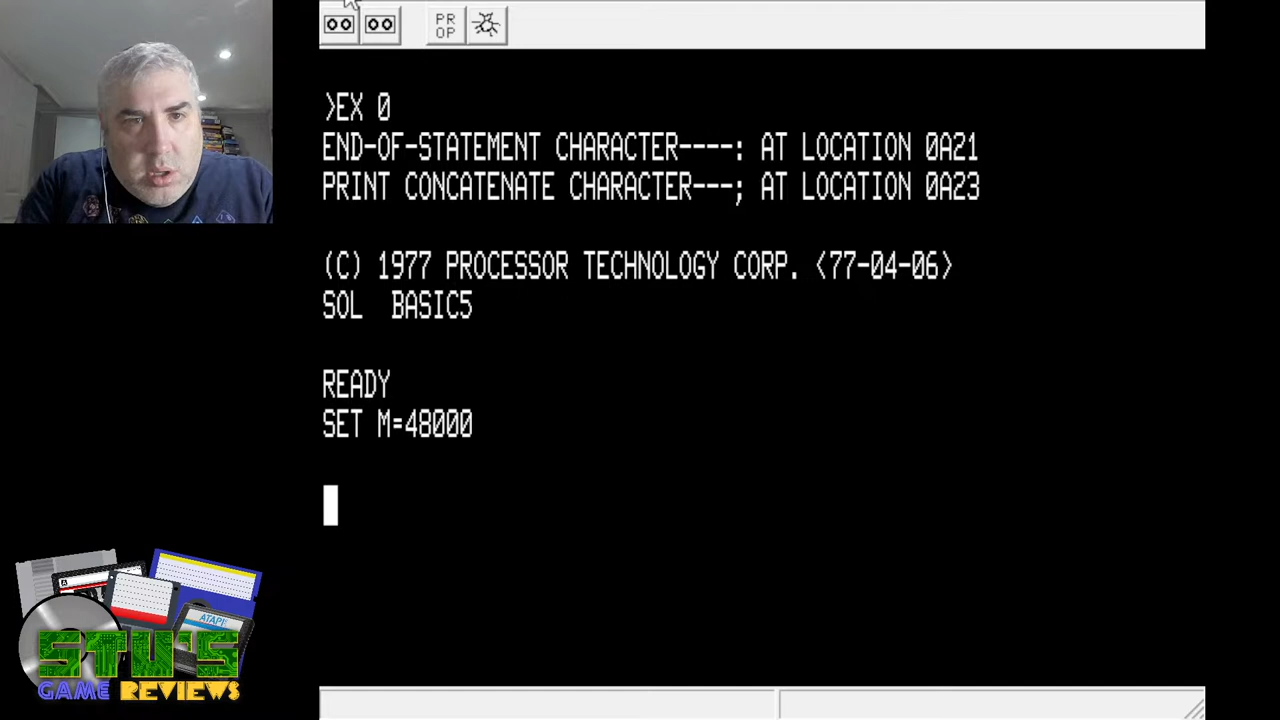 PR
OP
>EX 0
END-OF-STATEMENT CHARACTER----: AT LOCATION 0A21
PRINT CONCATENATE CHARACTER---; AT LOCATION 0A23
(C) 1977 PROCESSOR TECHNOLOGY CORP. <77-04-06>
SOL BASIC5
READY
SET M=48000
ATARI
STU'S
GAME REVIEWS